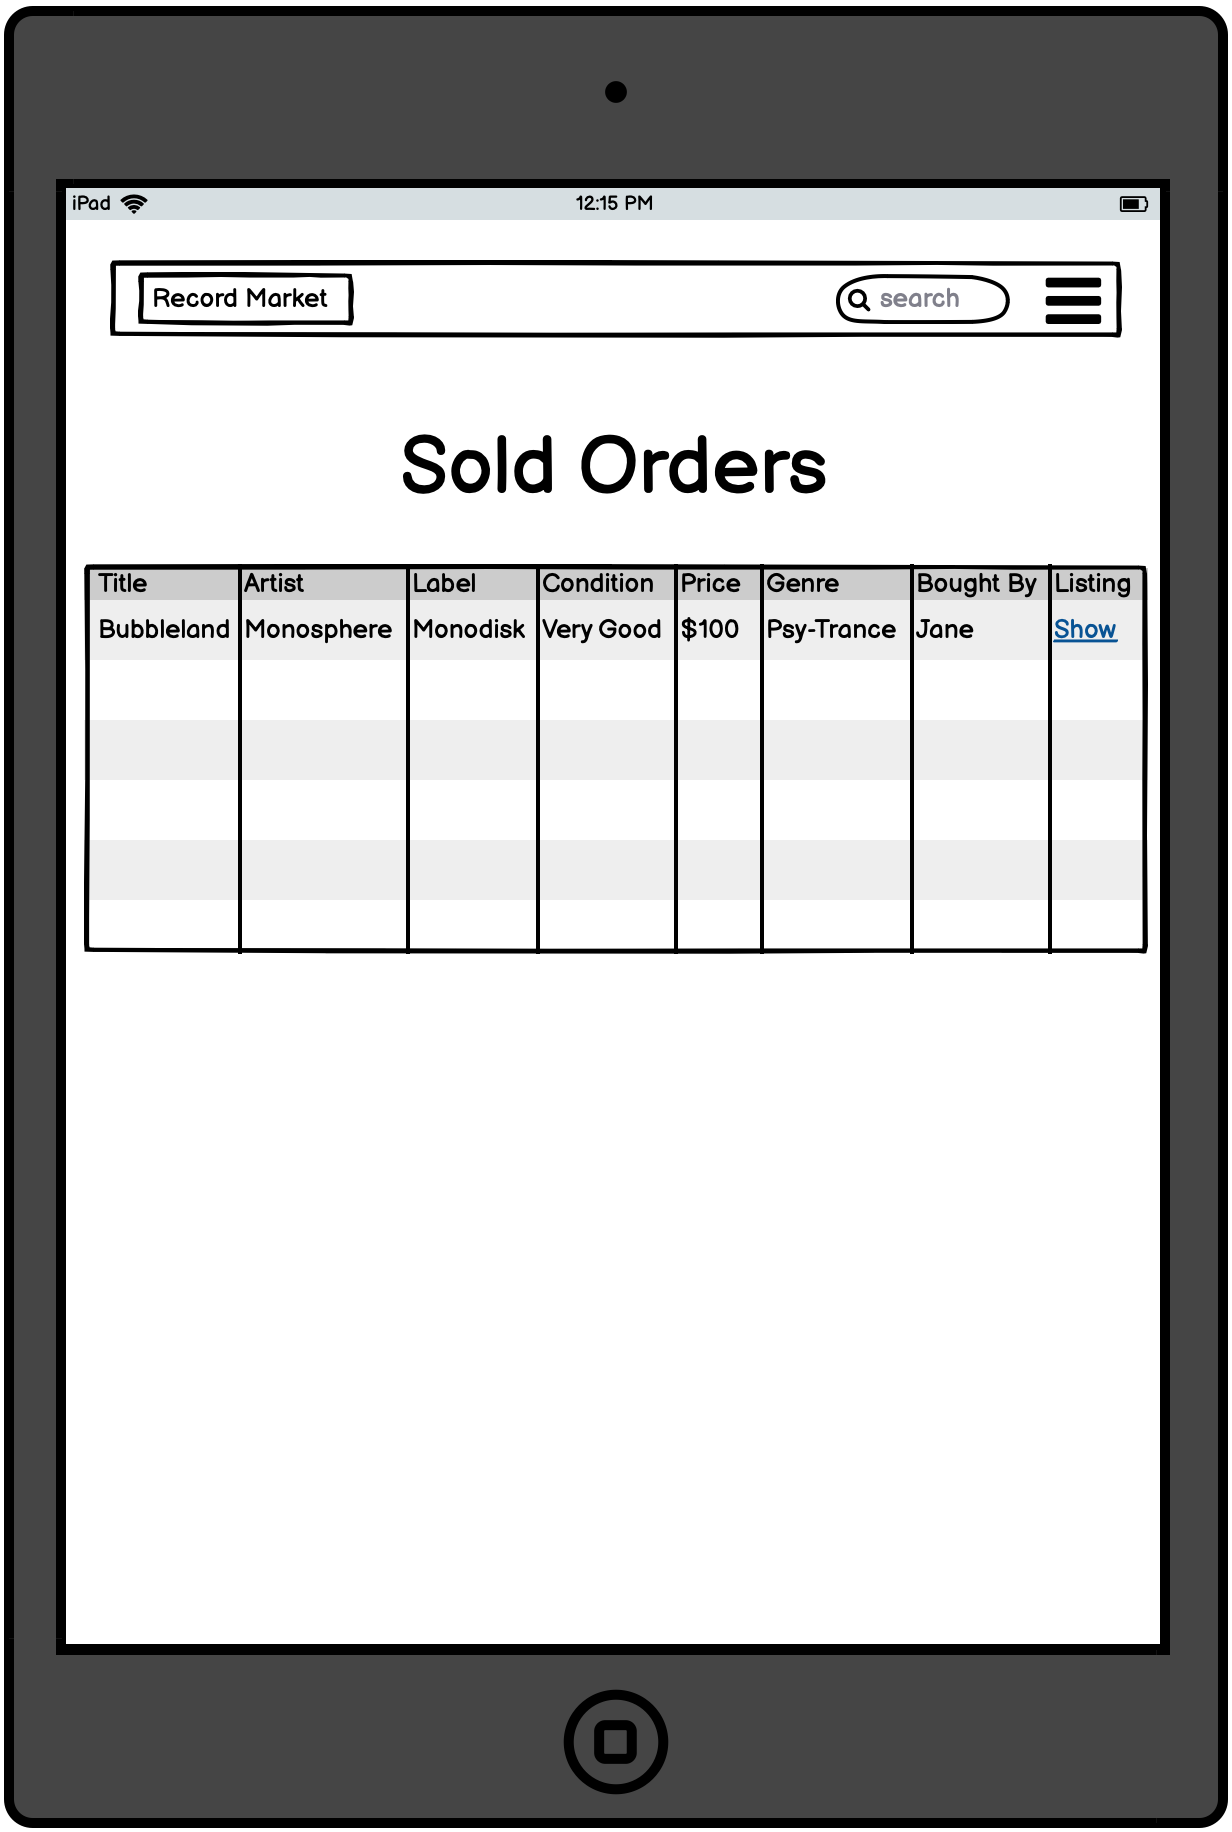 iPad 12:15 PM
Record Market search
Sold Orders
Title Artist Label Condition Price Genre Bought By Listing
Bubbleland Monosphere Monodisk Very Good $100 Psy-Trance Jane Show